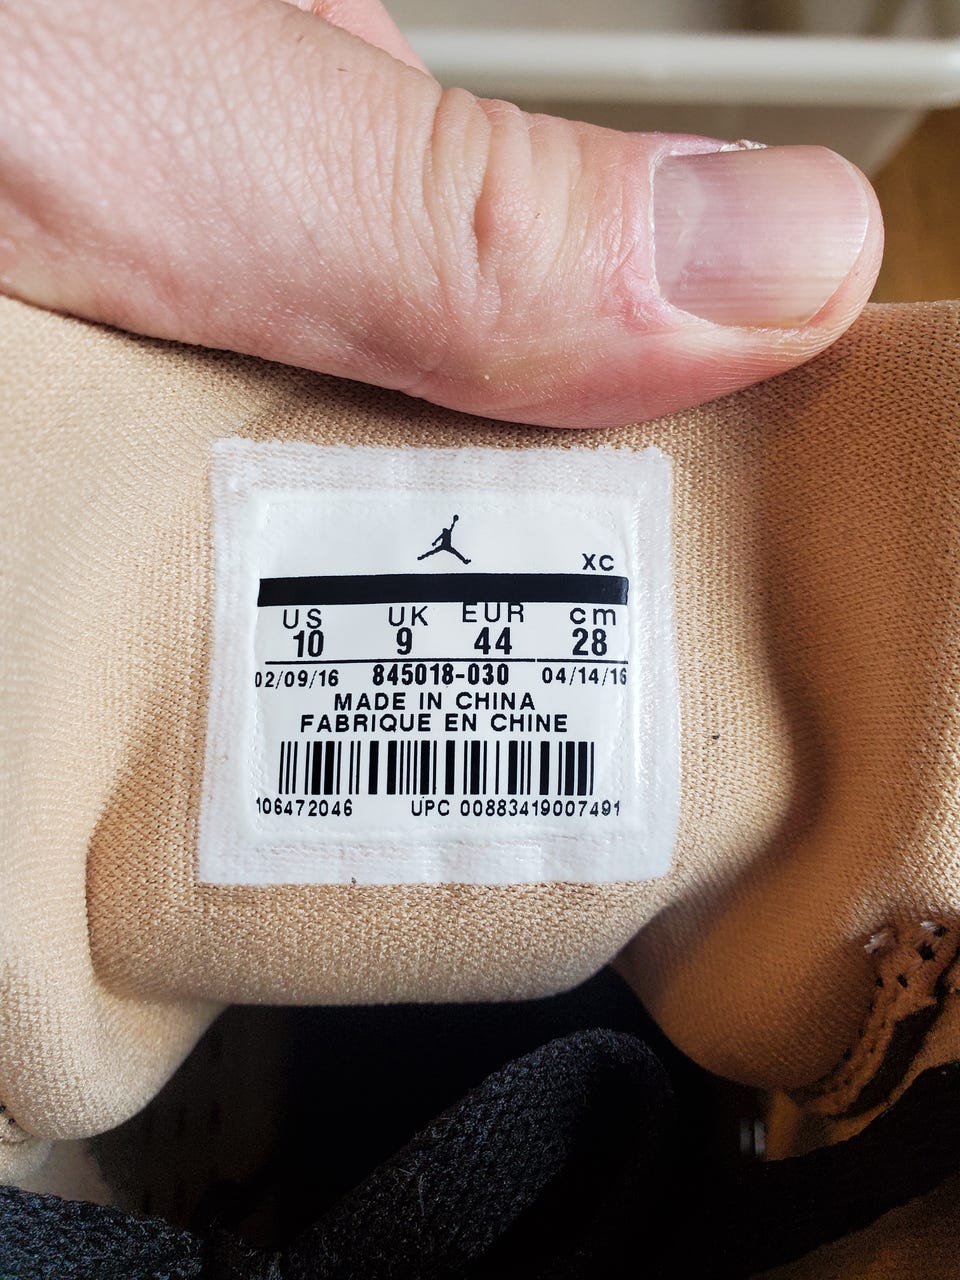 XC
US UK EUR cm
10 9 44 28
02/09/16 845018-030 04/14/16
MADE IN CHINA
FABRIQUE EN CHINE
106472046 UPC 00883419007491